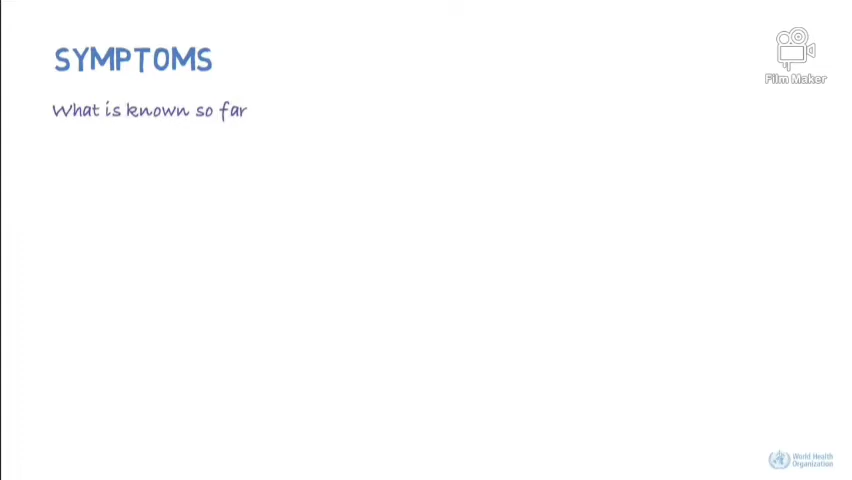 SYMPTOMS
What is known so far
Film Maker
World Health
Organization